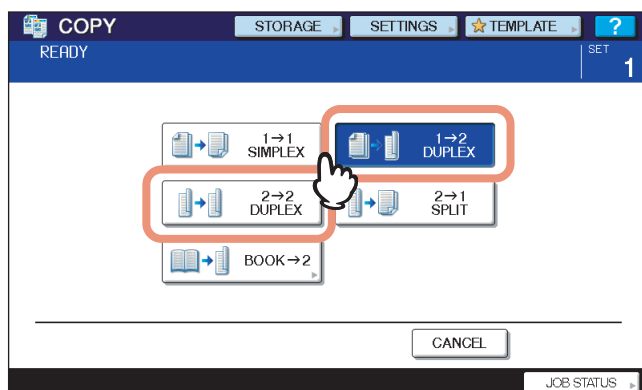 COPY
STORAGE
SETTINGS
TEMPLATE
?
READY
SET
1
1→1
SIMPLEX
1→2
DUPLEX
2→2
DUPLEX
2→1
SPLIT
BOOK→2
CANCEL
JOB STATUS